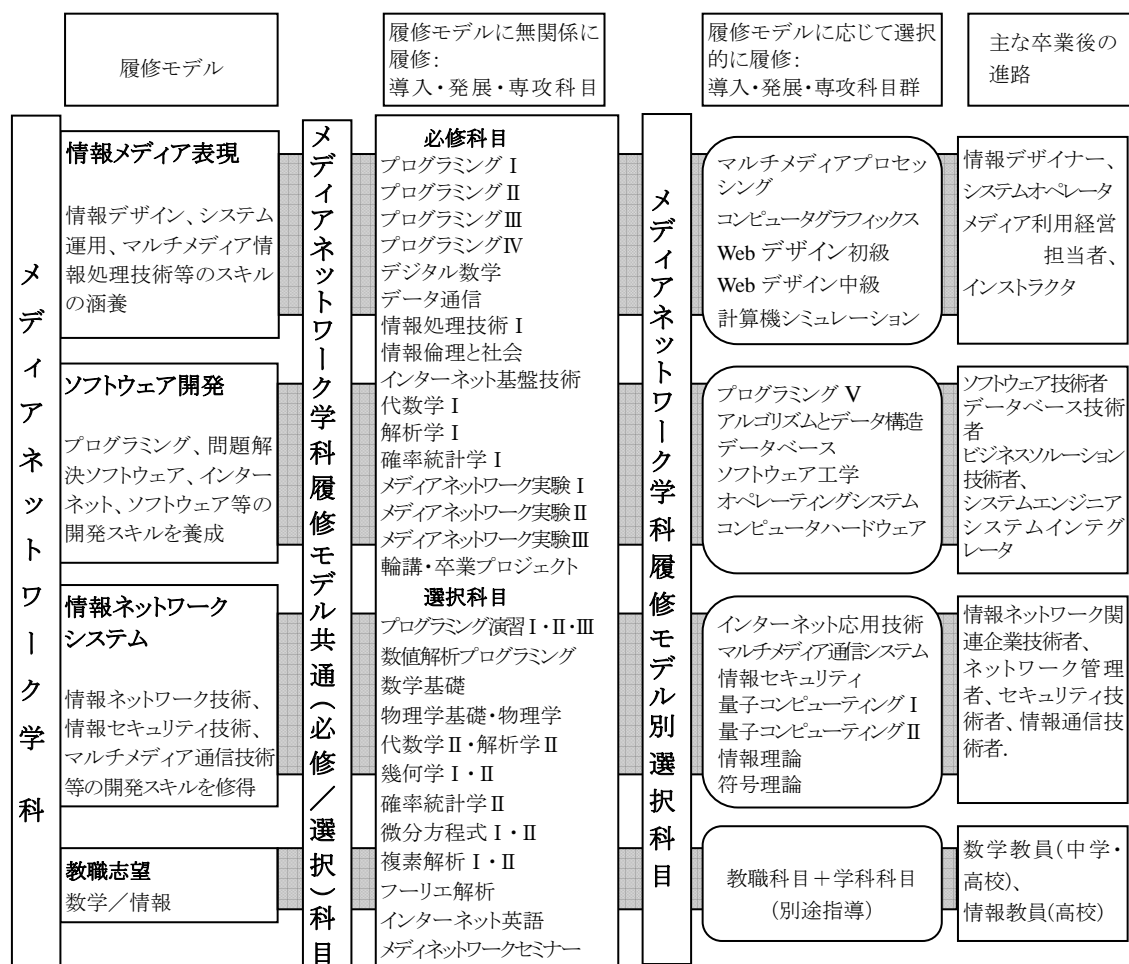 履修モデル
履修モデルに無関係に
履修:
導入・発展・専攻科目
履修モデルに応じて選択
的に履修:
導入・発展・専攻科目群
主な卒業後の
進路
メディアネットワーク学科
情報メディア表現
情報デザイン、システム
運用、マルチメディア情
報処理技術等のスキル
の涵養
ソフトウェア開発
プログラミング、問題解
決ソフトウェア、インター
ネット、ソフトウェア等の
開発スキルを養成
情報ネットワーク
システム
情報ネットワーク技術、
情報セキュリティ技術、
マルチメディア通信技術
等の開発スキルを修得
教職志望
数学／情報
メディアネットワーク学科履修モデル共通(必修／選択)科目
必修科目
プログラミング I
プログラミング II
プログラミング III
プログラミング IV
デジタル数学
データ通信
情報処理技術 I
情報倫理と社会
インターネット基盤技術
代数学 I
解析学 I
確率統計学 I
メディアネットワーク実験 I
メディアネットワーク実験 II
メディアネットワーク実験 III
輪講・卒業プロジェクト
選択科目
プログラミング演習 I・II・III
数値解析プログラミング
数学基礎
物理学基礎・物理学
代数学 II・解析学 II
幾何学 I・II
確率統計学 II
微分方程式 I・II
複素解析 I・II
フーリエ解析
インターネット英語
メディネットワークセミナー
メディアネットワーク学科履修モデル別選択科目
マルチメディアプロセッ
シング
コンピュータグラフィックス
Web デザイン初級
Web デザイン中級
計算機シミュレーション
プログラミング V
アルゴリズムとデータ構造
データベース
ソフトウェア工学
オペレーティングシステム
コンピュータハードウェア
インターネット応用技術
マルチメディア通信システム
情報セキュリティ
量子コンピューティング I
量子コンピューティング II
情報理論
符号理論
教職科目＋学科科目
(別途指導)
情報デザイナー、
システムオペレータ
メディア利用経営
担当者、
インストラクタ
ソフトウェア技術者
データベース技術
者
ビジネスソルーション
技術者、
システムエンジニア
システムインテグ
レータ
情報ネットワーク関
連企業技術者、
ネットワーク管理
者、セキュリティ技
術者、情報通信技
術者.
数学教員(中学・
高校)、
情報教員(高校)